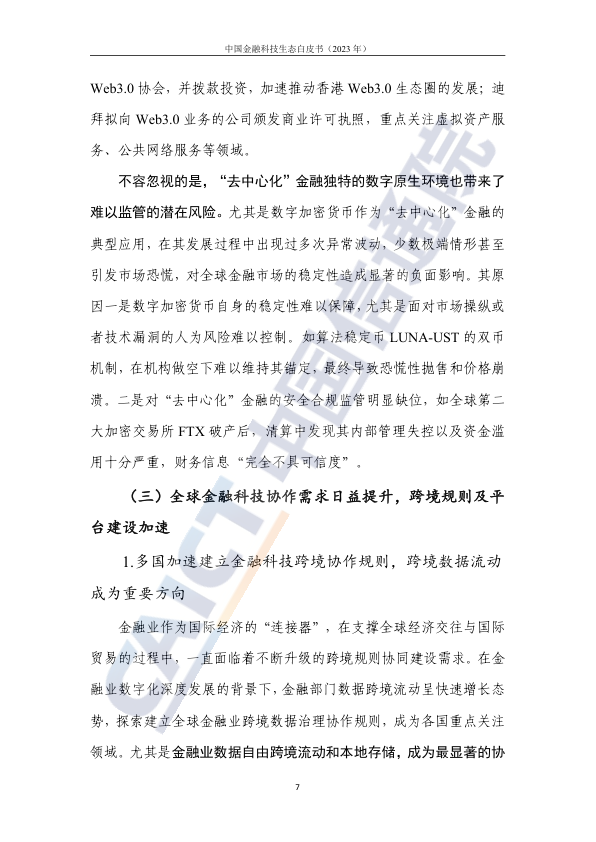 中国金融科技生态白皮书（2023 年）
Web3.0 协会，并拨款投资，加速推动香港 Web3.0 生态圈的发展；迪
拜拟向 Web3.0 业务的公司颁发商业许可执照，重点关注虚拟资产服
务、公共网络服务等领域。
不容忽视的是，“去中心化”金融独特的数字原生环境也带来了
难以监管的潜在风险。尤其是数字加密货币作为“去中心化”金融的
典型应用，在其发展过程中出现过多次异常波动，少数极端情形甚至
引发市场恐慌，对全球金融市场的稳定性造成显著的负面影响。其原
因一是数字加密货币自身的稳定性难以保障，尤其是面对市场操纵或
者技术漏洞的人为风险难以控制。如算法稳定币 LUNA-UST 的双币
机制，在机构做空下难以维持其锚定，最终导致恐慌性抛售和价格崩
溃。二是对“去中心化”金融的安全合规监管明显缺位，如全球第二
大加密交易所 FTX 破产后，清算中发现其内部管理失控以及资金滥
用十分严重，财务信息“完全不具可信度”。
（三）全球金融科技协作需求日益提升，跨境规则及平
台建设加速
1.多国加速建立金融科技跨境协作规则，跨境数据流动
成为重要方向
金融业作为国际经济的“连接器”，在支撑全球经济交往与国际
贸易的过程中，一直面临着不断升级的跨境规则协同建设需求。在金
融业数字化深度发展的背景下，金融部门数据跨境流动呈快速增长态
势，探索建立全球金融业跨境数据治理协作规则，成为各国重点关注
领域。尤其是金融业数据自由跨境流动和本地存储，成为最显著的协
7
CAICT 中国信通院